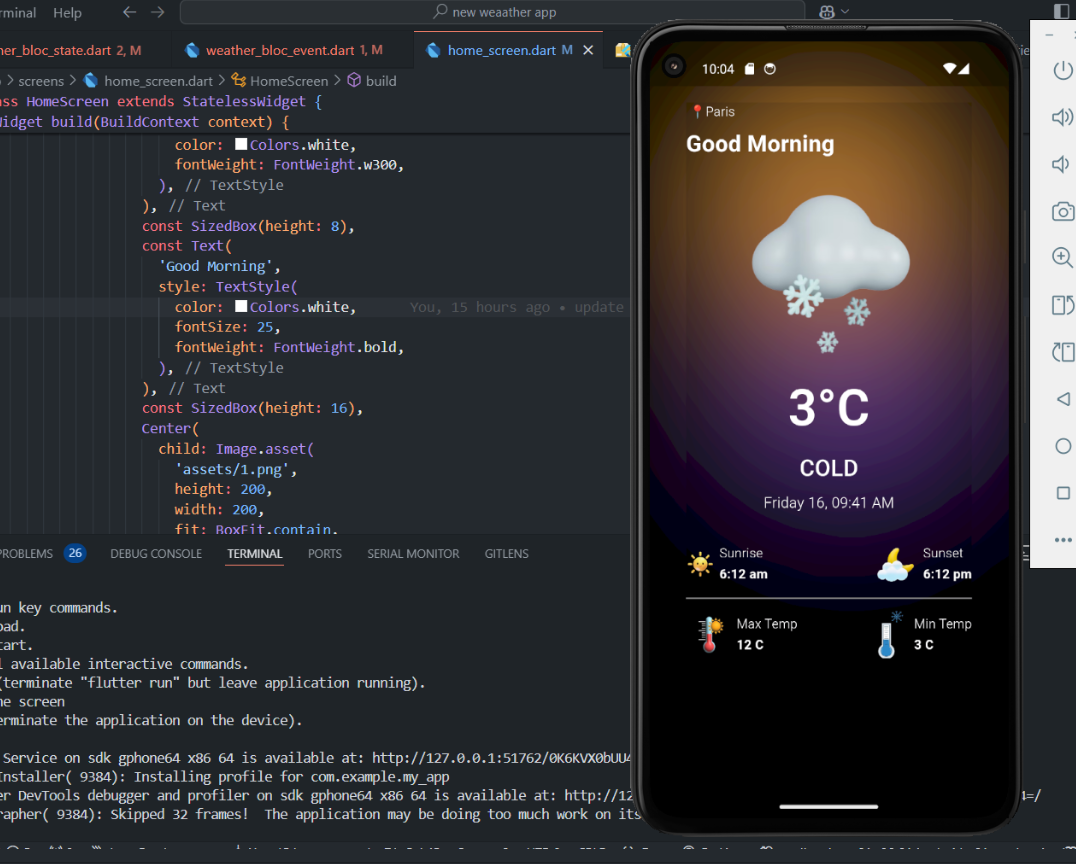 rminal Help
new weaather app
her_bloc_state.dart 2, M
weather_bloc_event.dart 1, M
home_screen.dart M
> screens > home_screen.dart > HomeScreen > build
ass HomeScreen extends StatelessWidget {
Widget build(BuildContext context) {
color: Colors.white,
fontWeight: FontWeight.w300,
), // TextStyle
), // Text
const SizedBox(height: 8),
const Text(
'Good Morning',
style: TextStyle(
color: Colors.white, You, 15 hours ago • update
fontSize: 25,
fontWeight: FontWeight.bold,
), // TextStyle
), // Text
const SizedBox(height: 16),
Center(
child: Image.asset(
'assets/1.png',
height: 200,
width: 200,
fit: BoxFit.contain,
PROBLEMS 26 DEBUG CONSOLE TERMINAL PORTS SERIAL MONITOR GITLENS
un key commands.
oad.
tart.
l available interactive commands.
(terminate "flutter run" but leave application running).
he screen
erminate the application on the device).
Service on sdk gphone64 x86 64 is available at: http://127.0.0.1:51762/0K6KVX0bUU4
Installer( 9384): Installing profile for com.example.my_app
er DevTools debugger and profiler on sdk gphone64 x86 64 is available at: http://12
rapher( 9384): Skipped 32 frames! The application may be doing too much work on its
10:04
Paris
Good Morning
3°C
COLD
Friday 16, 09:41 AM
Sunrise
6:12 am
Sunset
6:12 pm
Max Temp
12 C
Min Temp
3 C